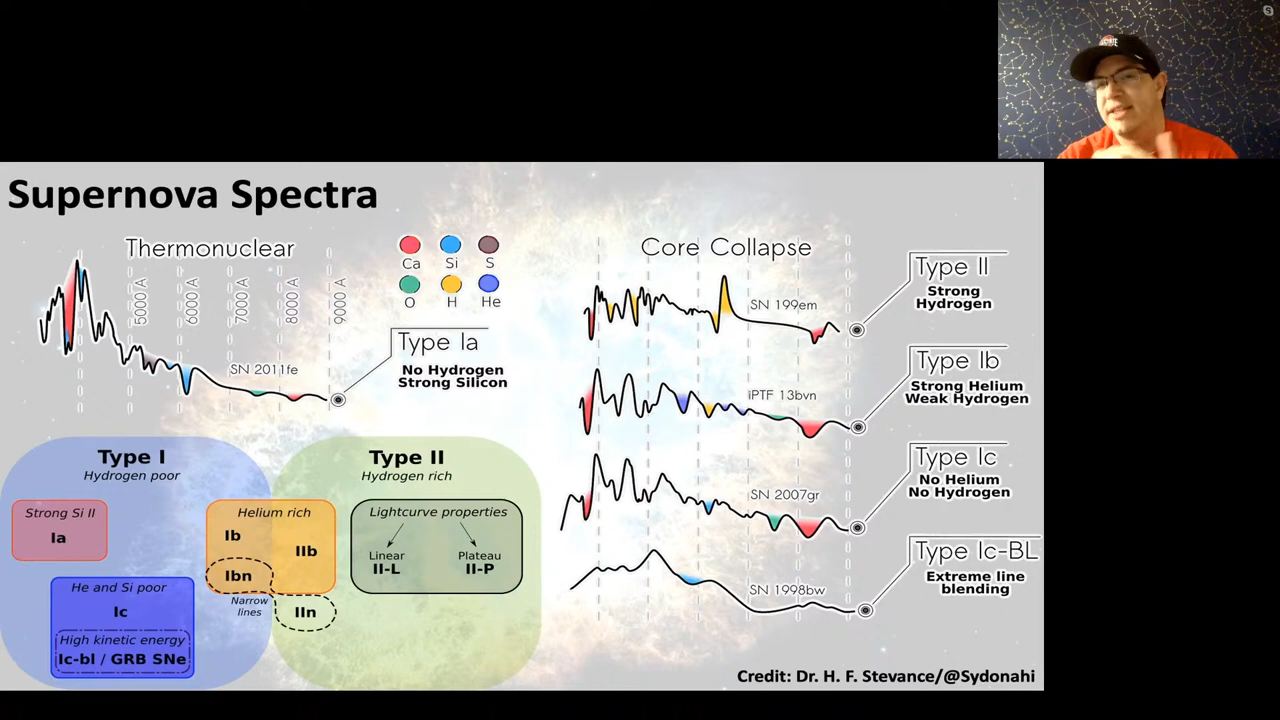 Supernova Spectra
Thermonuclear
5000 A
6000 A
7000 A
8000 A
9000 A
Ca
Si
S
O
H
He
SN 2011fe
Type Ia
No Hydrogen
Strong Silicon
Core Collapse
SN 199em
Type II
Strong
Hydrogen
iPTF 13bvn
Type Ib
Strong Helium
Weak Hydrogen
SN 2007gr
Type Ic
No Helium
No Hydrogen
SN 1998bw
Type Ic-BL
Extreme line
blending
Type I
Hydrogen poor
Type II
Hydrogen rich
Strong Si II
Ia
Helium rich
Ib
IIb
Ibn
Narrow
lines
IIn
Lightcurve properties
Linear
II-L
Plateau
II-P
He and Si poor
Ic
High kinetic energy
Ic-bl / GRB SNe
Credit: Dr. H. F. Stevance/@Sydonahi